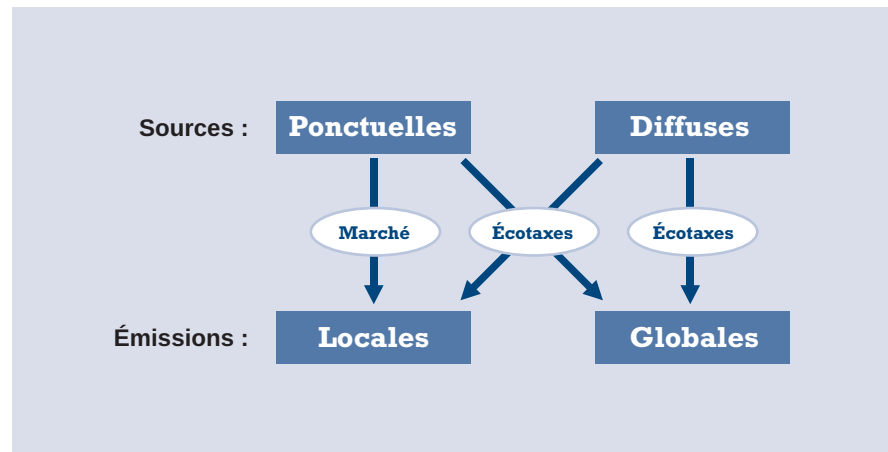 Sources :
Ponctuelles
Diffuses
Marché
Écotaxes
Écotaxes
Émissions :
Locales
Globales